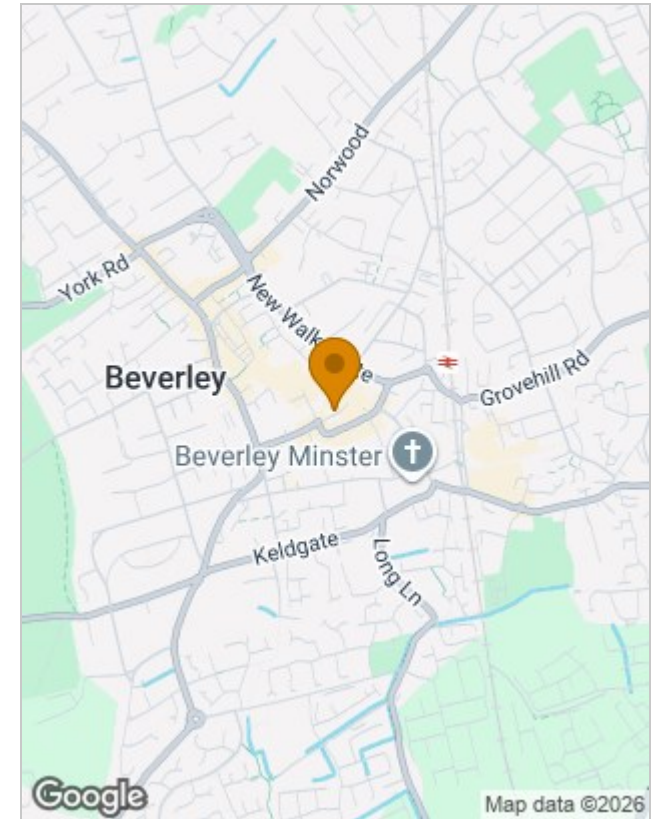 Norwood
York Rd
New Walk
Beverley
Grovehill Rd
Beverley Minster
Keldgate
Long Ln
Google
Map data ©2026